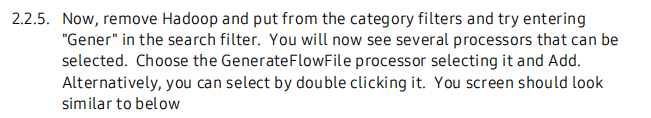 2.2.5. Now, remove Hadoop and put from the category filters and try entering
"Gener" in the search filter. You will now see several processors that can be
selected. Choose the GenerateFlowFile processor selecting it and Add.
Alternatively, you can select by double clicking it. You screen should look
similar to below